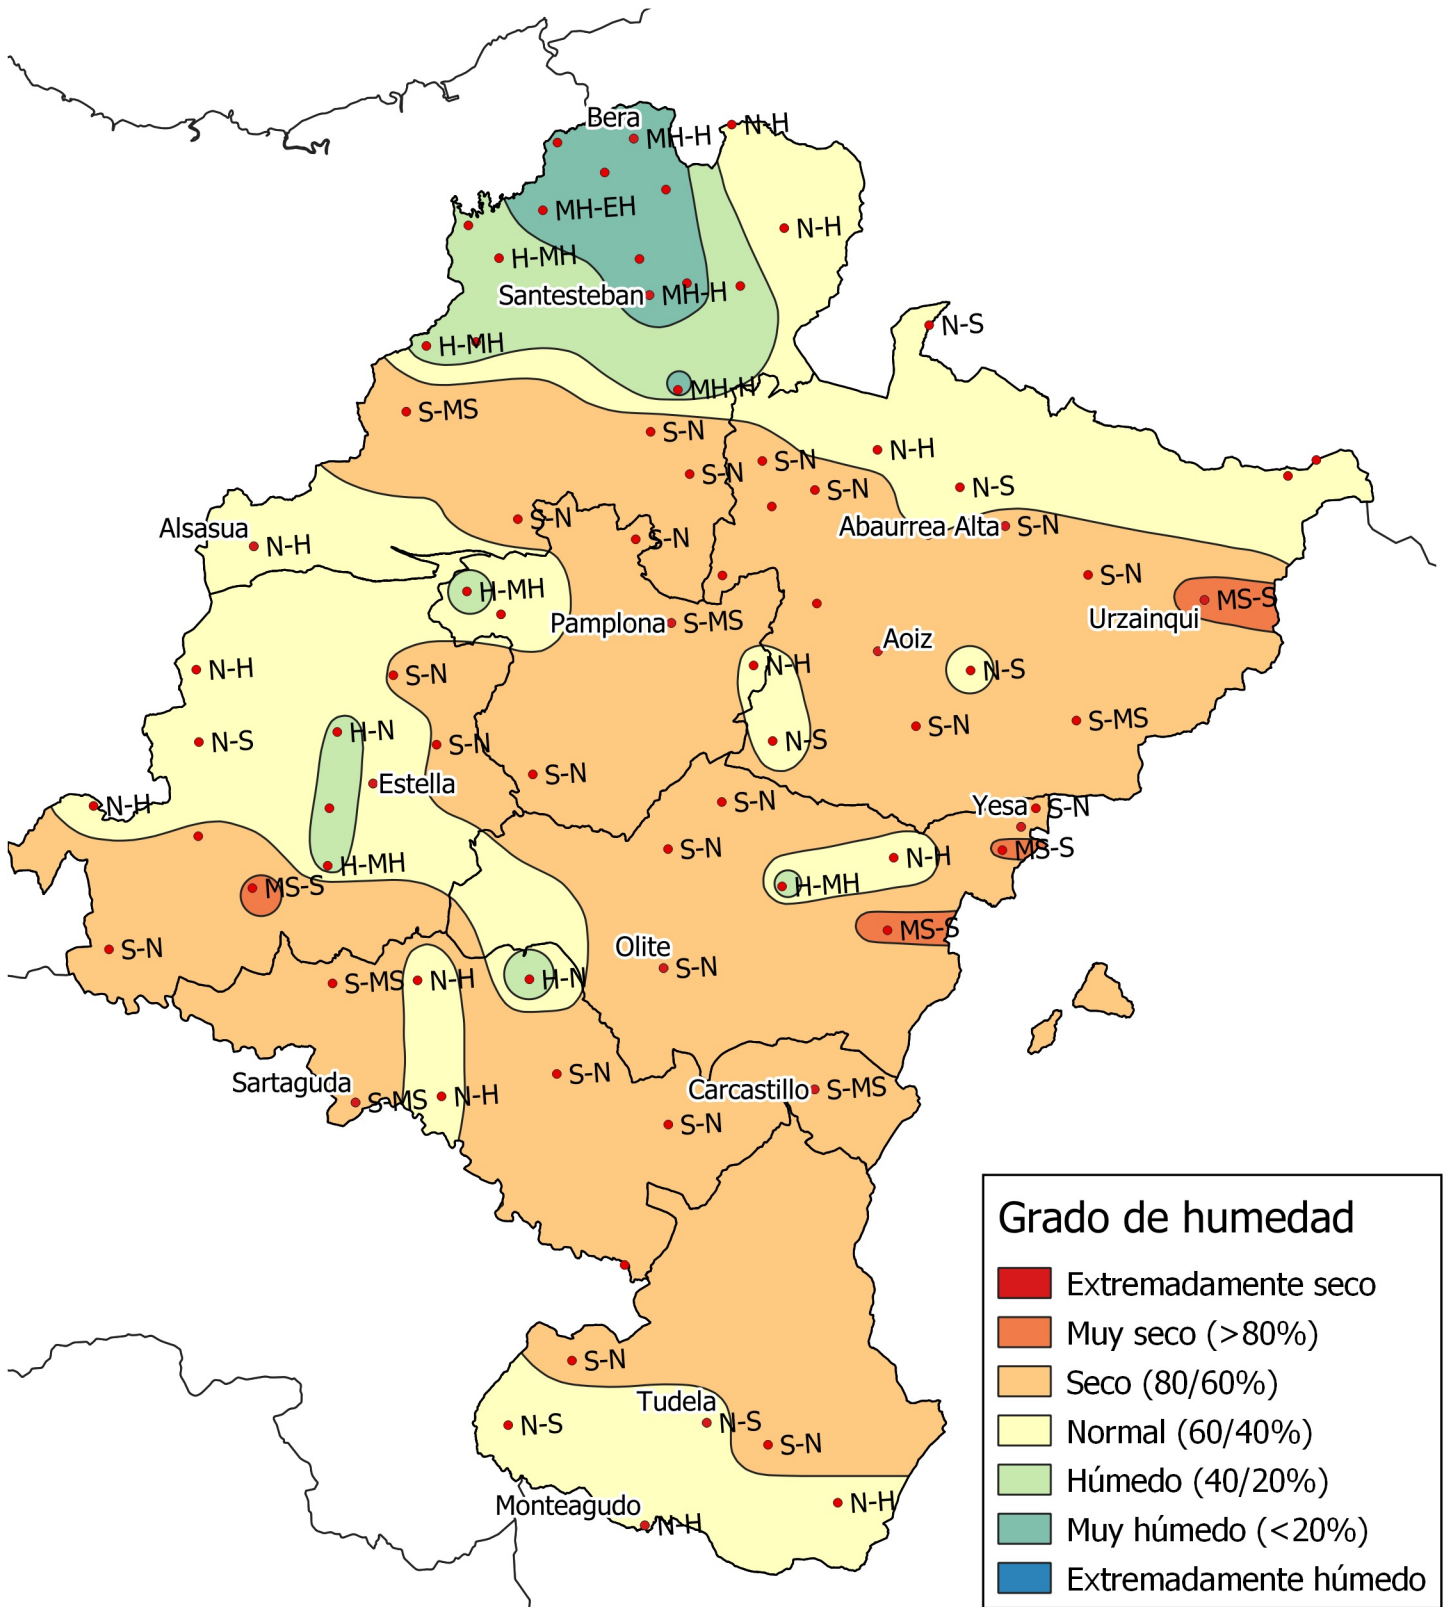 Bera
MH-H
N-H
MH-EH
N-H
H-MH
Santesteban
MH-H
N-S
H-MH
MH-H
S-MS
S-N
N-H
S-N
S-N
S-N
N-S
S-N
Alsasua
Abaurrea Alta
S-N
S-N
N-H
S-N
H-MH
MS-S
Urzainqui
Pamplona
S-MS
Aoiz
N-H
N-H
S-N
N-S
S-MS
S-N
H-N
N-S
S-N
N-S
S-N
Estella
S-N
N-H
Yesa
S-N
S-N
S-N
MS-S
N-H
H-MH
H-MH
MS-S
MS-S
Olite
S-N
S-N
S-MS
N-H
H-N
S-N
Sartaguda
Carcastillo
S-MS
S-MS
N-H
S-N
S-N
Tudela
N-S
N-S
S-N
Monteagudo
N-H
N-H
Grado de humedad
Extremadamente seco
Muy seco (>80%)
Seco (80/60%)
Normal (60/40%)
Húmedo (40/20%)
Muy húmedo (<20%)
Extremadamente húmedo